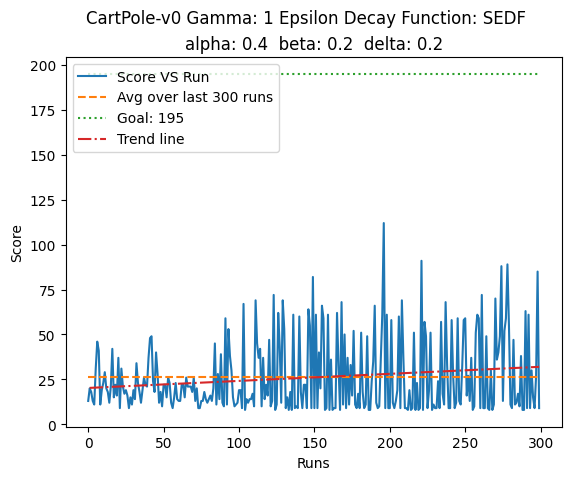 CartPole-v0 Gamma: 1 Epsilon Decay Function: SEDF
alpha: 0.4 beta: 0.2 delta: 0.2
200
175
150
125
100
75
50
25
0
Score
Score VS Run
Avg over last 300 runs
Goal: 195
Trend line
0 50 100 150 200 250 300
Runs